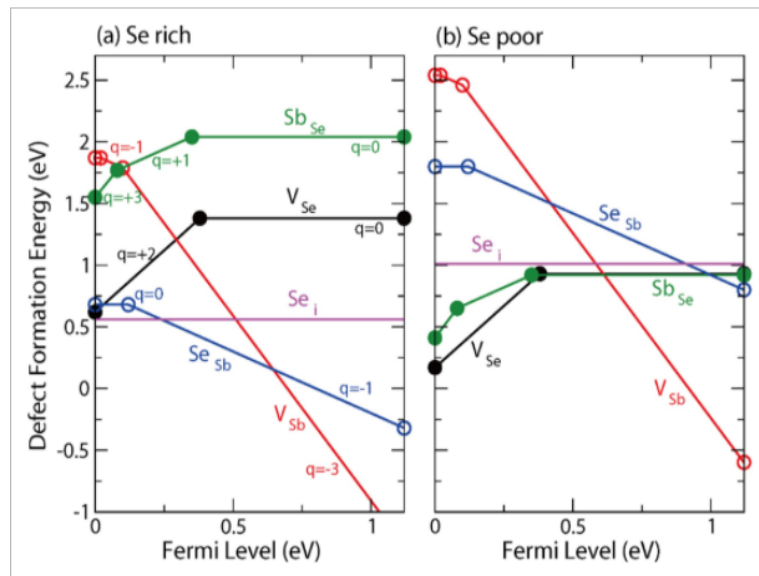 (a) Se rich
(b) Se poor
Defect Formation Energy (eV)
2.5
2
1.5
1
0.5
0
-0.5
-1
q=-1
Sb Se
q=+1
q=0
q=+3
V Se
q=+2
q=0
q=0
Se i
Se Sb
q=-1
V Sb
q=-3
0
0.5
1
Fermi Level (eV)
Se Sb
Se i
Sb Se
V Se
V Sb
0
0.5
1
Fermi Level (eV)